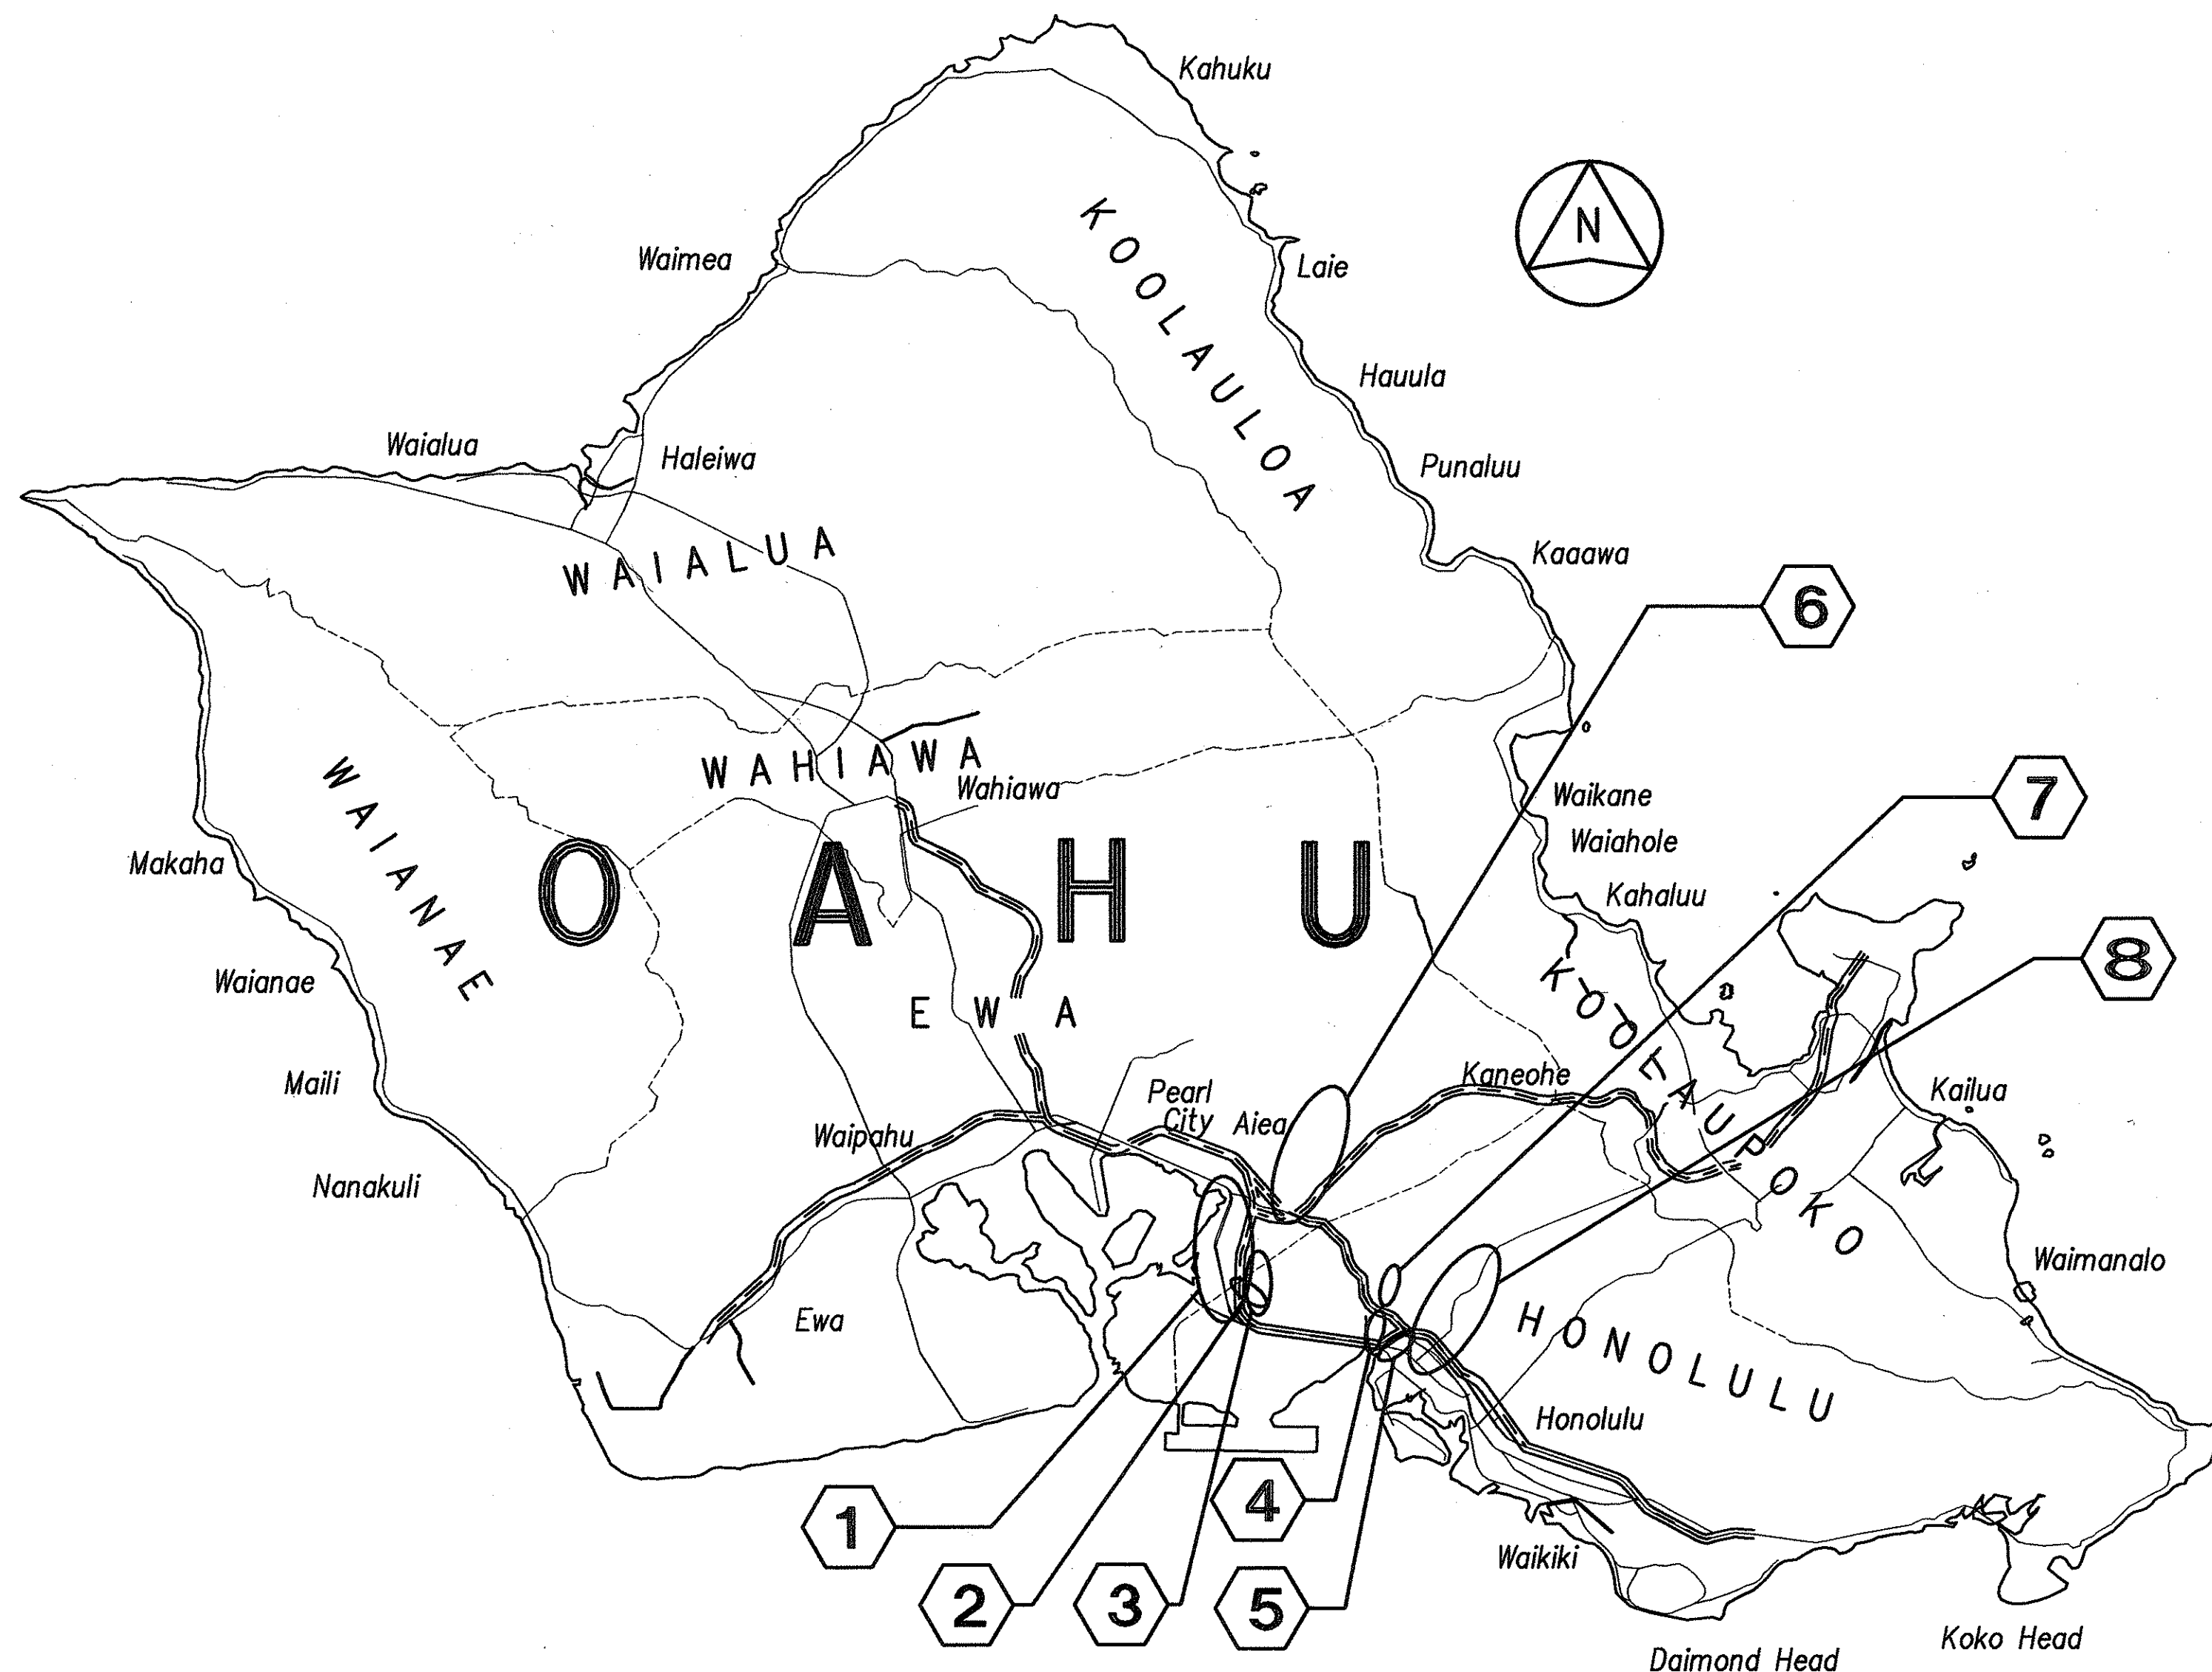 Kahuku
KOOLAULOA
N
Waimea
Laie
Hauula
Waialua
Haleiwa
Punaluu
WAIALUA
Kaaawa
6
WAHIAWA
Wahiawa
Waikane
7
WAIANAE
Waiahole
Makaha
OAHU
Kahaluu
8
Waianae
EWA
KOOLAUPOKO
Maili
Pearl
City
Aiea
Kaneohe
Kailua
Waipahu
Nanakuli
Waimanalo
Ewa
HONOLULU
Honolulu
1
4
2
3
5
Waikiki
Koko Head
Daimond Head